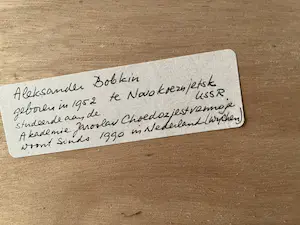 Aleksander Bobkin
geboren in 1952 te Novokoeznjetsk
USSR
studeerde aan de
Akademie Jaroslav Choedozjestvennoje
woont sinds 1990 in Nederland (Wijchen)